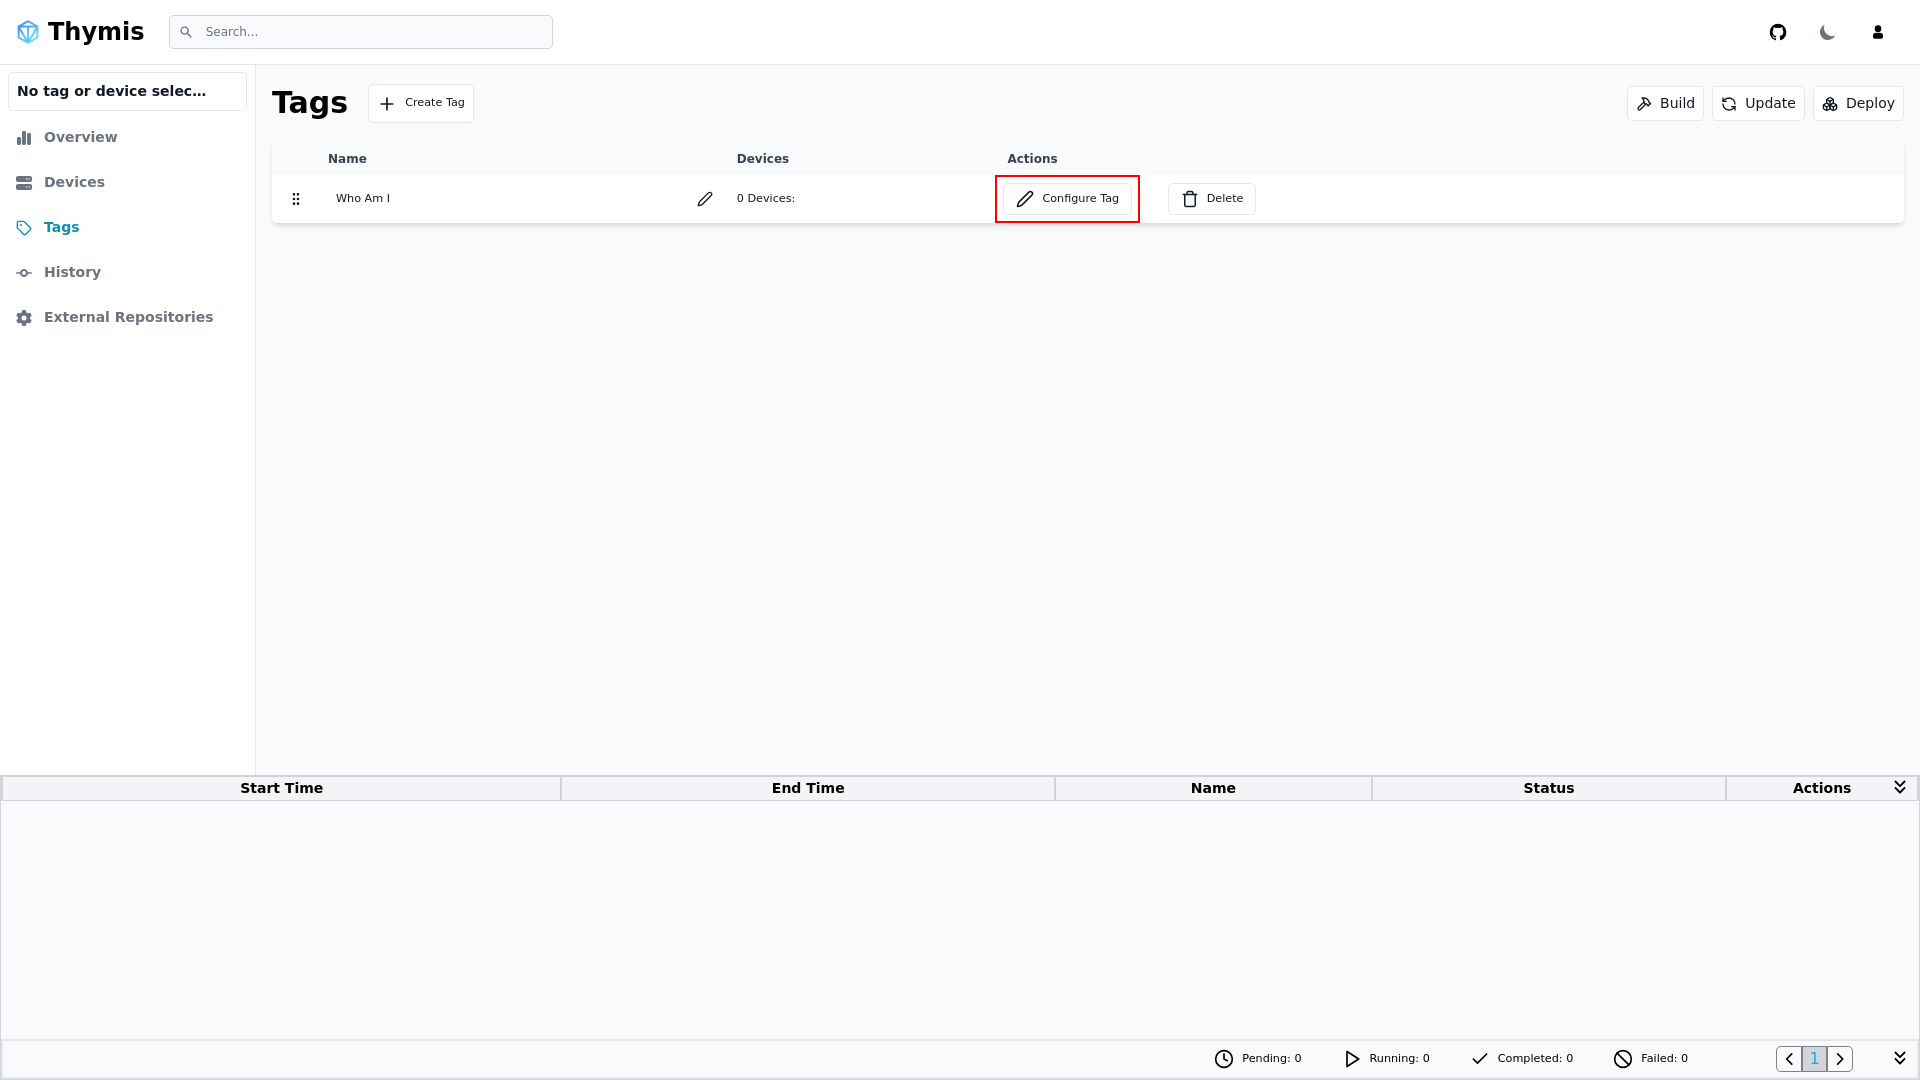 Thymis
Search...
No tag or device selec...
Overview
Devices
Tags
History
External Repositories
Tags
Create Tag
Build
Update
Deploy
Name Devices Actions
Who Am I 0 Devices: Configure Tag Delete
Start Time End Time Name Status Actions
Pending: 0 Running: 0 Completed: 0 Failed: 0 1